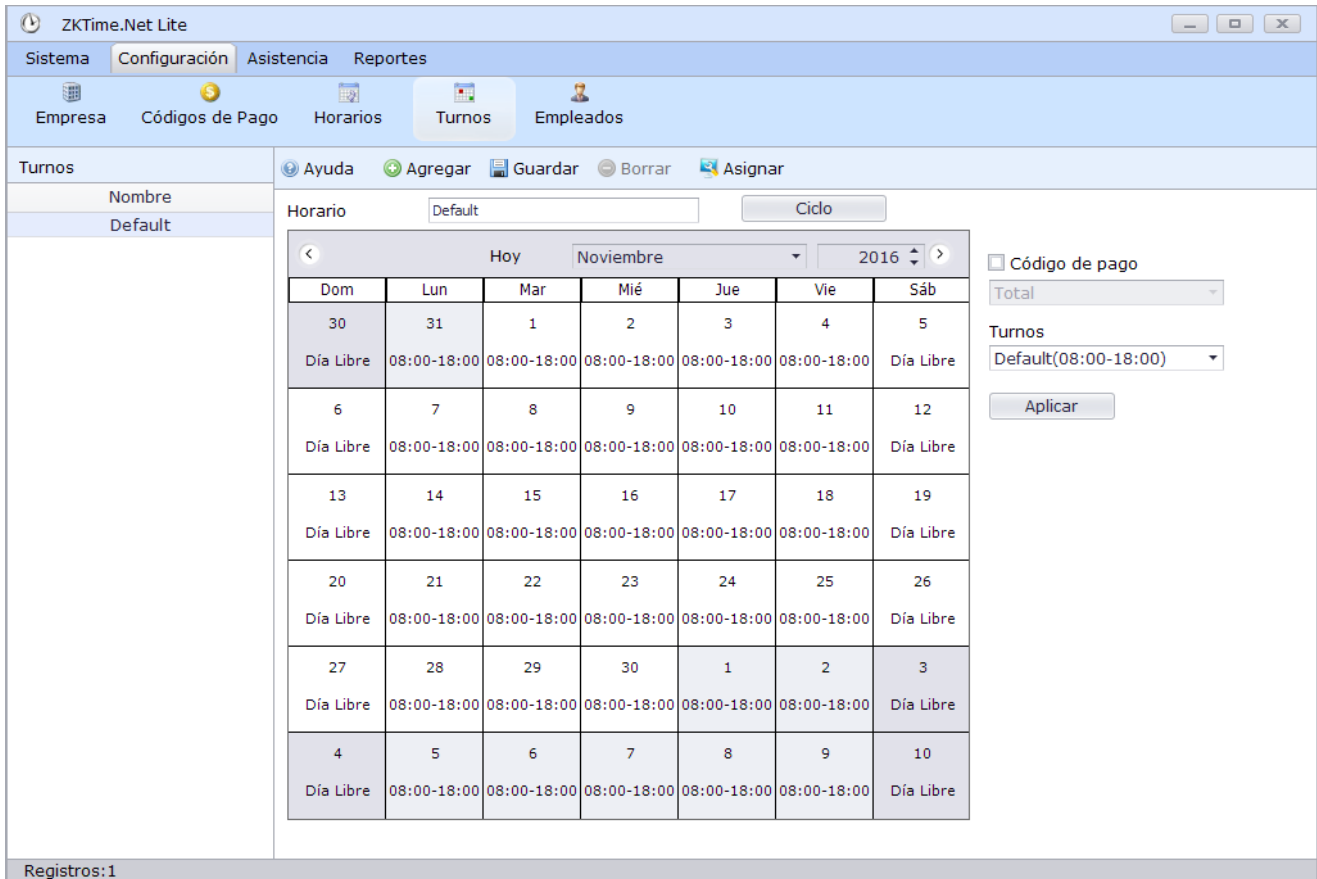 ZKTime.Net Lite
Sistema Configuración Asistencia Reportes
Empresa Códigos de Pago Horarios Turnos Empleados
Turnos
Nombre
Default
Ayuda Agregar Guardar Borrar Asignar
Horario Default Ciclo
Hoy Noviembre 2016
Dom Lun Mar Mié Jue Vie Sáb
30 31 1 2 3 4 5
Día Libre 08:00-18:00 08:00-18:00 08:00-18:00 08:00-18:00 08:00-18:00 Día Libre
6 7 8 9 10 11 12
Día Libre 08:00-18:00 08:00-18:00 08:00-18:00 08:00-18:00 08:00-18:00 Día Libre
13 14 15 16 17 18 19
Día Libre 08:00-18:00 08:00-18:00 08:00-18:00 08:00-18:00 08:00-18:00 Día Libre
20 21 22 23 24 25 26
Día Libre 08:00-18:00 08:00-18:00 08:00-18:00 08:00-18:00 08:00-18:00 Día Libre
27 28 29 30 1 2 3
Día Libre 08:00-18:00 08:00-18:00 08:00-18:00 08:00-18:00 08:00-18:00 Día Libre
4 5 6 7 8 9 10
Día Libre 08:00-18:00 08:00-18:00 08:00-18:00 08:00-18:00 08:00-18:00 Día Libre
Código de pago
Total
Turnos
Default(08:00-18:00)
Aplicar
Registros:1